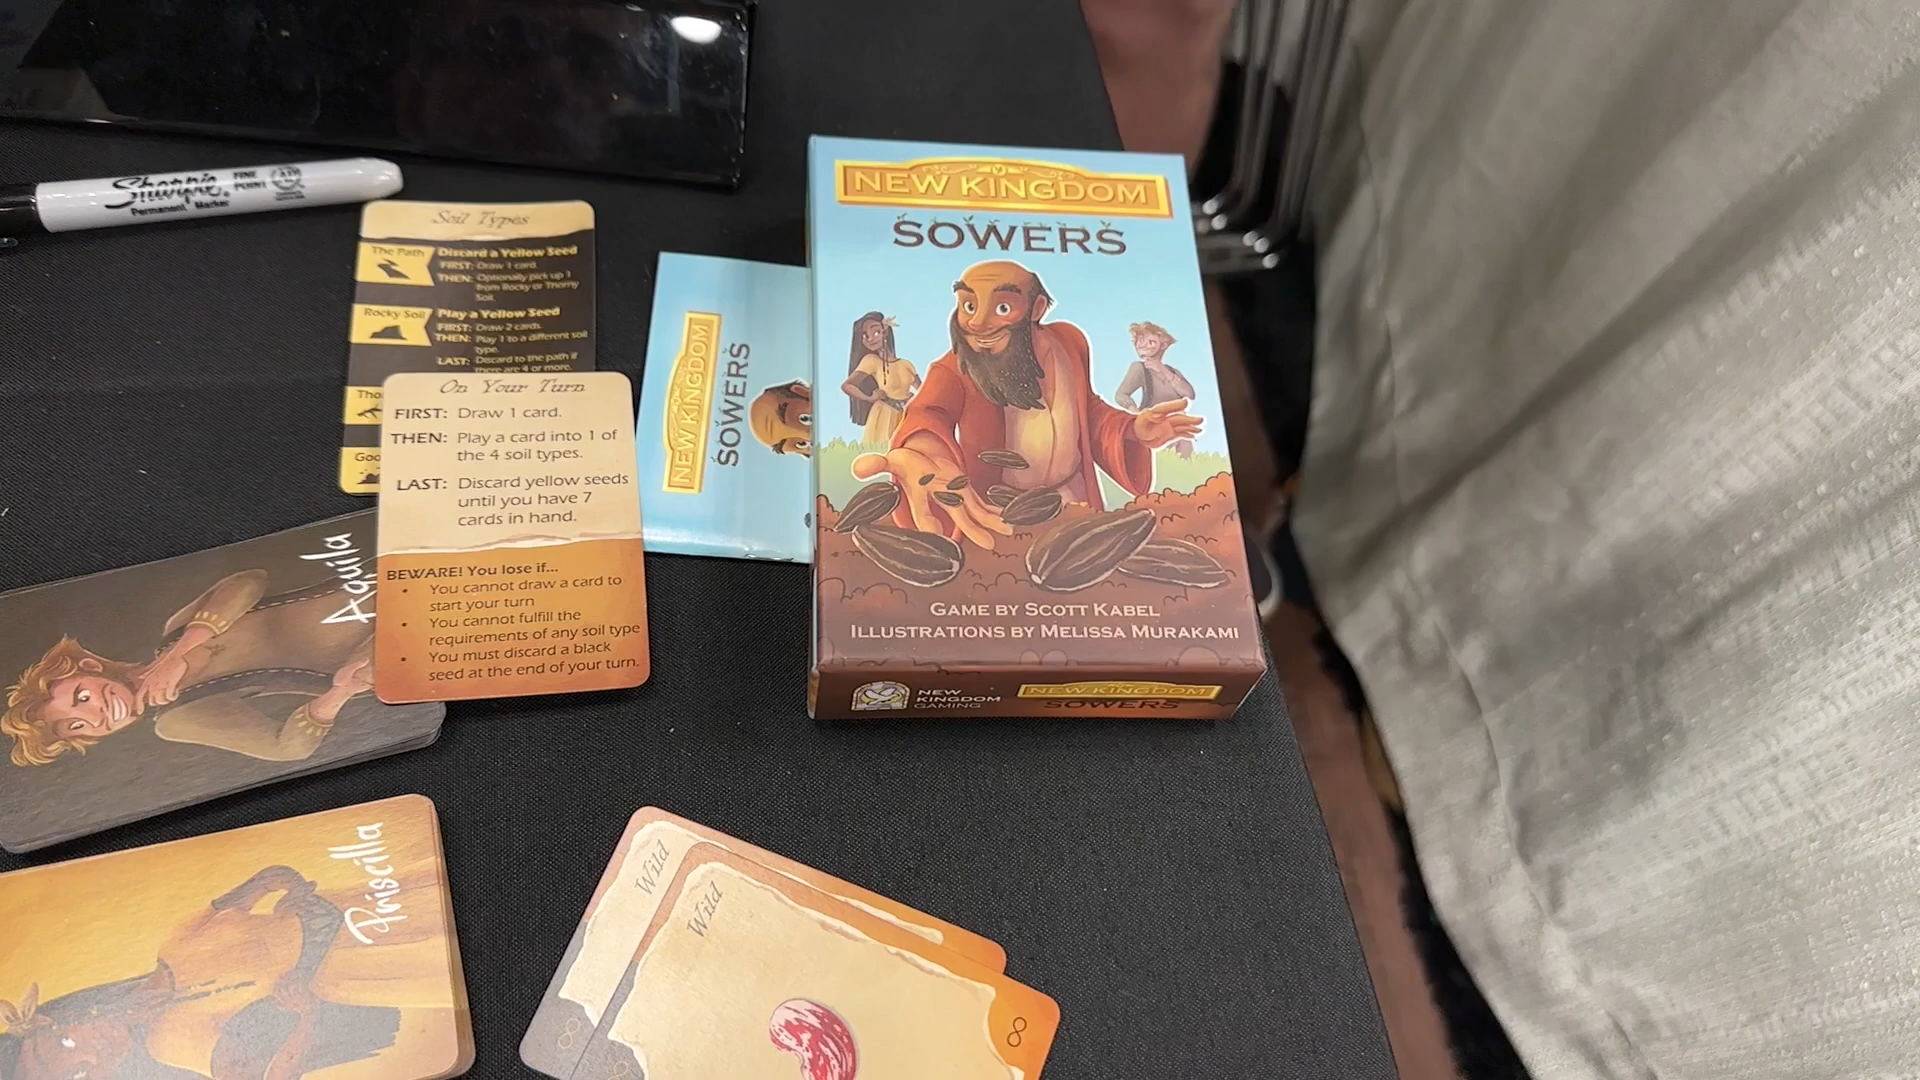 Sharpie.
FINE
POINT
Permanent Marker
Soil Types
The Path
Discard a Yellow Seed
FIRST: Draw 1 card.
THEN: Optionally pick up 1
from Rocky or Thorny
Soil.
Rocky Soil
Play a Yellow Seed
FIRST: Draw 2 cards.
THEN: Play 1 to a different soil
type.
LAST: Discard to the path if
there are 4 or more.
Tho
Goo
On Your Turn
FIRST: Draw 1 card.
THEN: Play a card into 1 of
the 4 soil types.
LAST: Discard yellow seeds
until you have 7
cards in hand.
BEWARE! You lose if...
• You cannot draw a card to
start your turn
• You cannot fulfill the
requirements of any soil type
• You must discard a black
seed at the end of your turn.
NEW KINGDOM
SOWERS
NEW KINGDOM
SOWERS
GAME BY SCOTT KABEL
ILLUSTRATIONS BY MELISSA MURAKAMI
NEW
KINGDOM
GAMING
NEW KINGDOM
SOWERS
Aquila
Priscilla
Wild
Wild
8
8